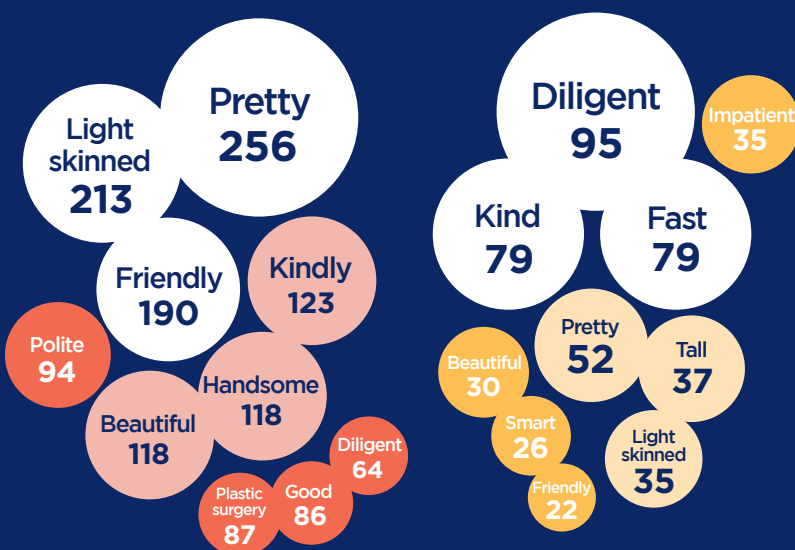 Pretty
256
Light
skinned
213
Friendly
190
Kindly
123
Polite
94
Handsome
118
Beautiful
118
Diligent
64
Good
86
Plastic
surgery
87
Diligent
95
Impatient
35
Kind
79
Fast
79
Pretty
52
Tall
37
Beautiful
30
Smart
26
Light
skinned
35
Friendly
22